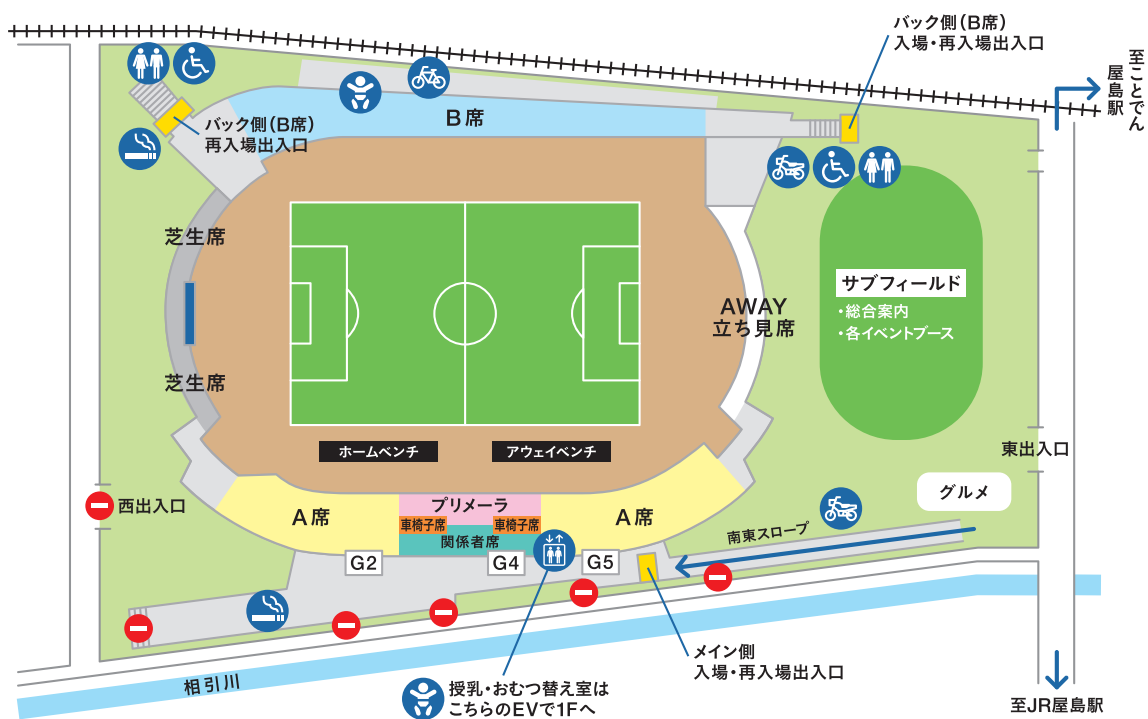 バック側（B席）
入場・再入場出入口
至ことでん
屋島駅
バック側（B席）
再入場出入口
B席
芝生席
AWAY
立ち見席
サブフィールド
・総合案内
・各イベントブース
芝生席
ホームベンチ
アウェイベンチ
東出入口
西出入口
グルメ
A席
プリメーラ
車椅子席
車椅子席
A席
関係者席
南東スロープ
G2
G4
G5
メイン側
入場・再入場出入口
相引川
授乳・おむつ替え室は
こちらのEVで1Fへ
至JR屋島駅